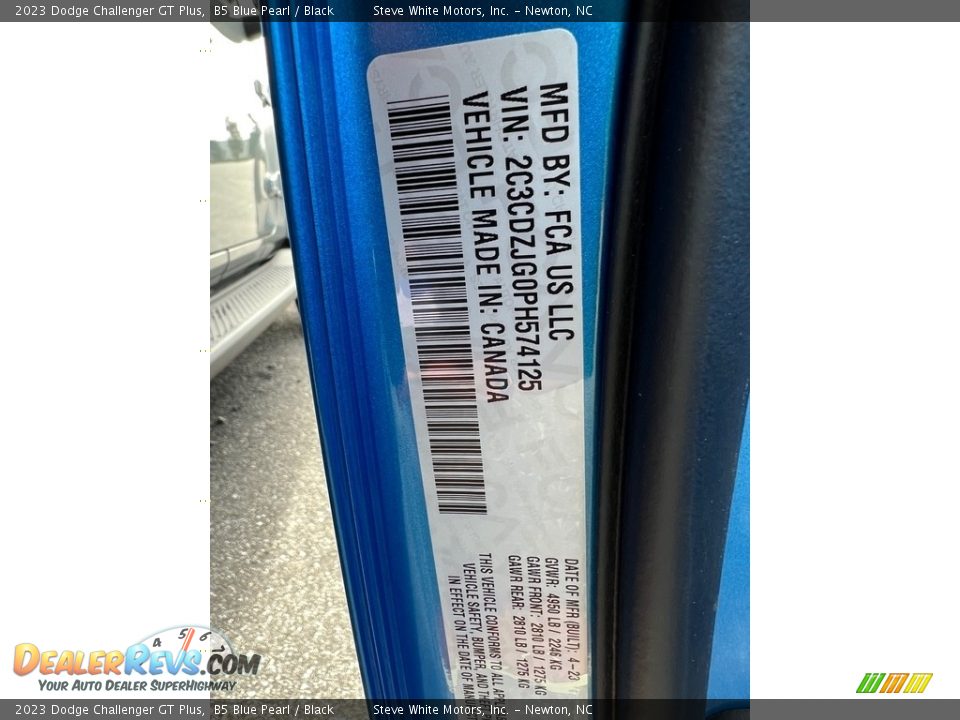 2023 Dodge Challenger GT Plus, B5 Blue Pearl / Black Steve White Motors, Inc. - Newton, NC
MFD BY: FCA US LLC
VIN: 2C3CDZJG0PH574125
VEHICLE MADE IN: CANADA
DATE OF MFR (BUILT): 4-23
GVWR: 4950 LB / 2246 KG
GAWR FRONT: 2810 LB / 1275 KG
GAWR REAR: 2810 LB / 1275 KG
THIS VEHICLE CONFORMS TO ALL
VEHICLE SAFETY, BUMPER, AND
IN EFFECT ON THE DATE OF
4 5 6
DEALERREVS.COM
YOUR AUTO DEALER SUPERHIGHWAY
2023 Dodge Challenger GT Plus, B5 Blue Pearl / Black Steve White Motors, Inc. - Newton, NC